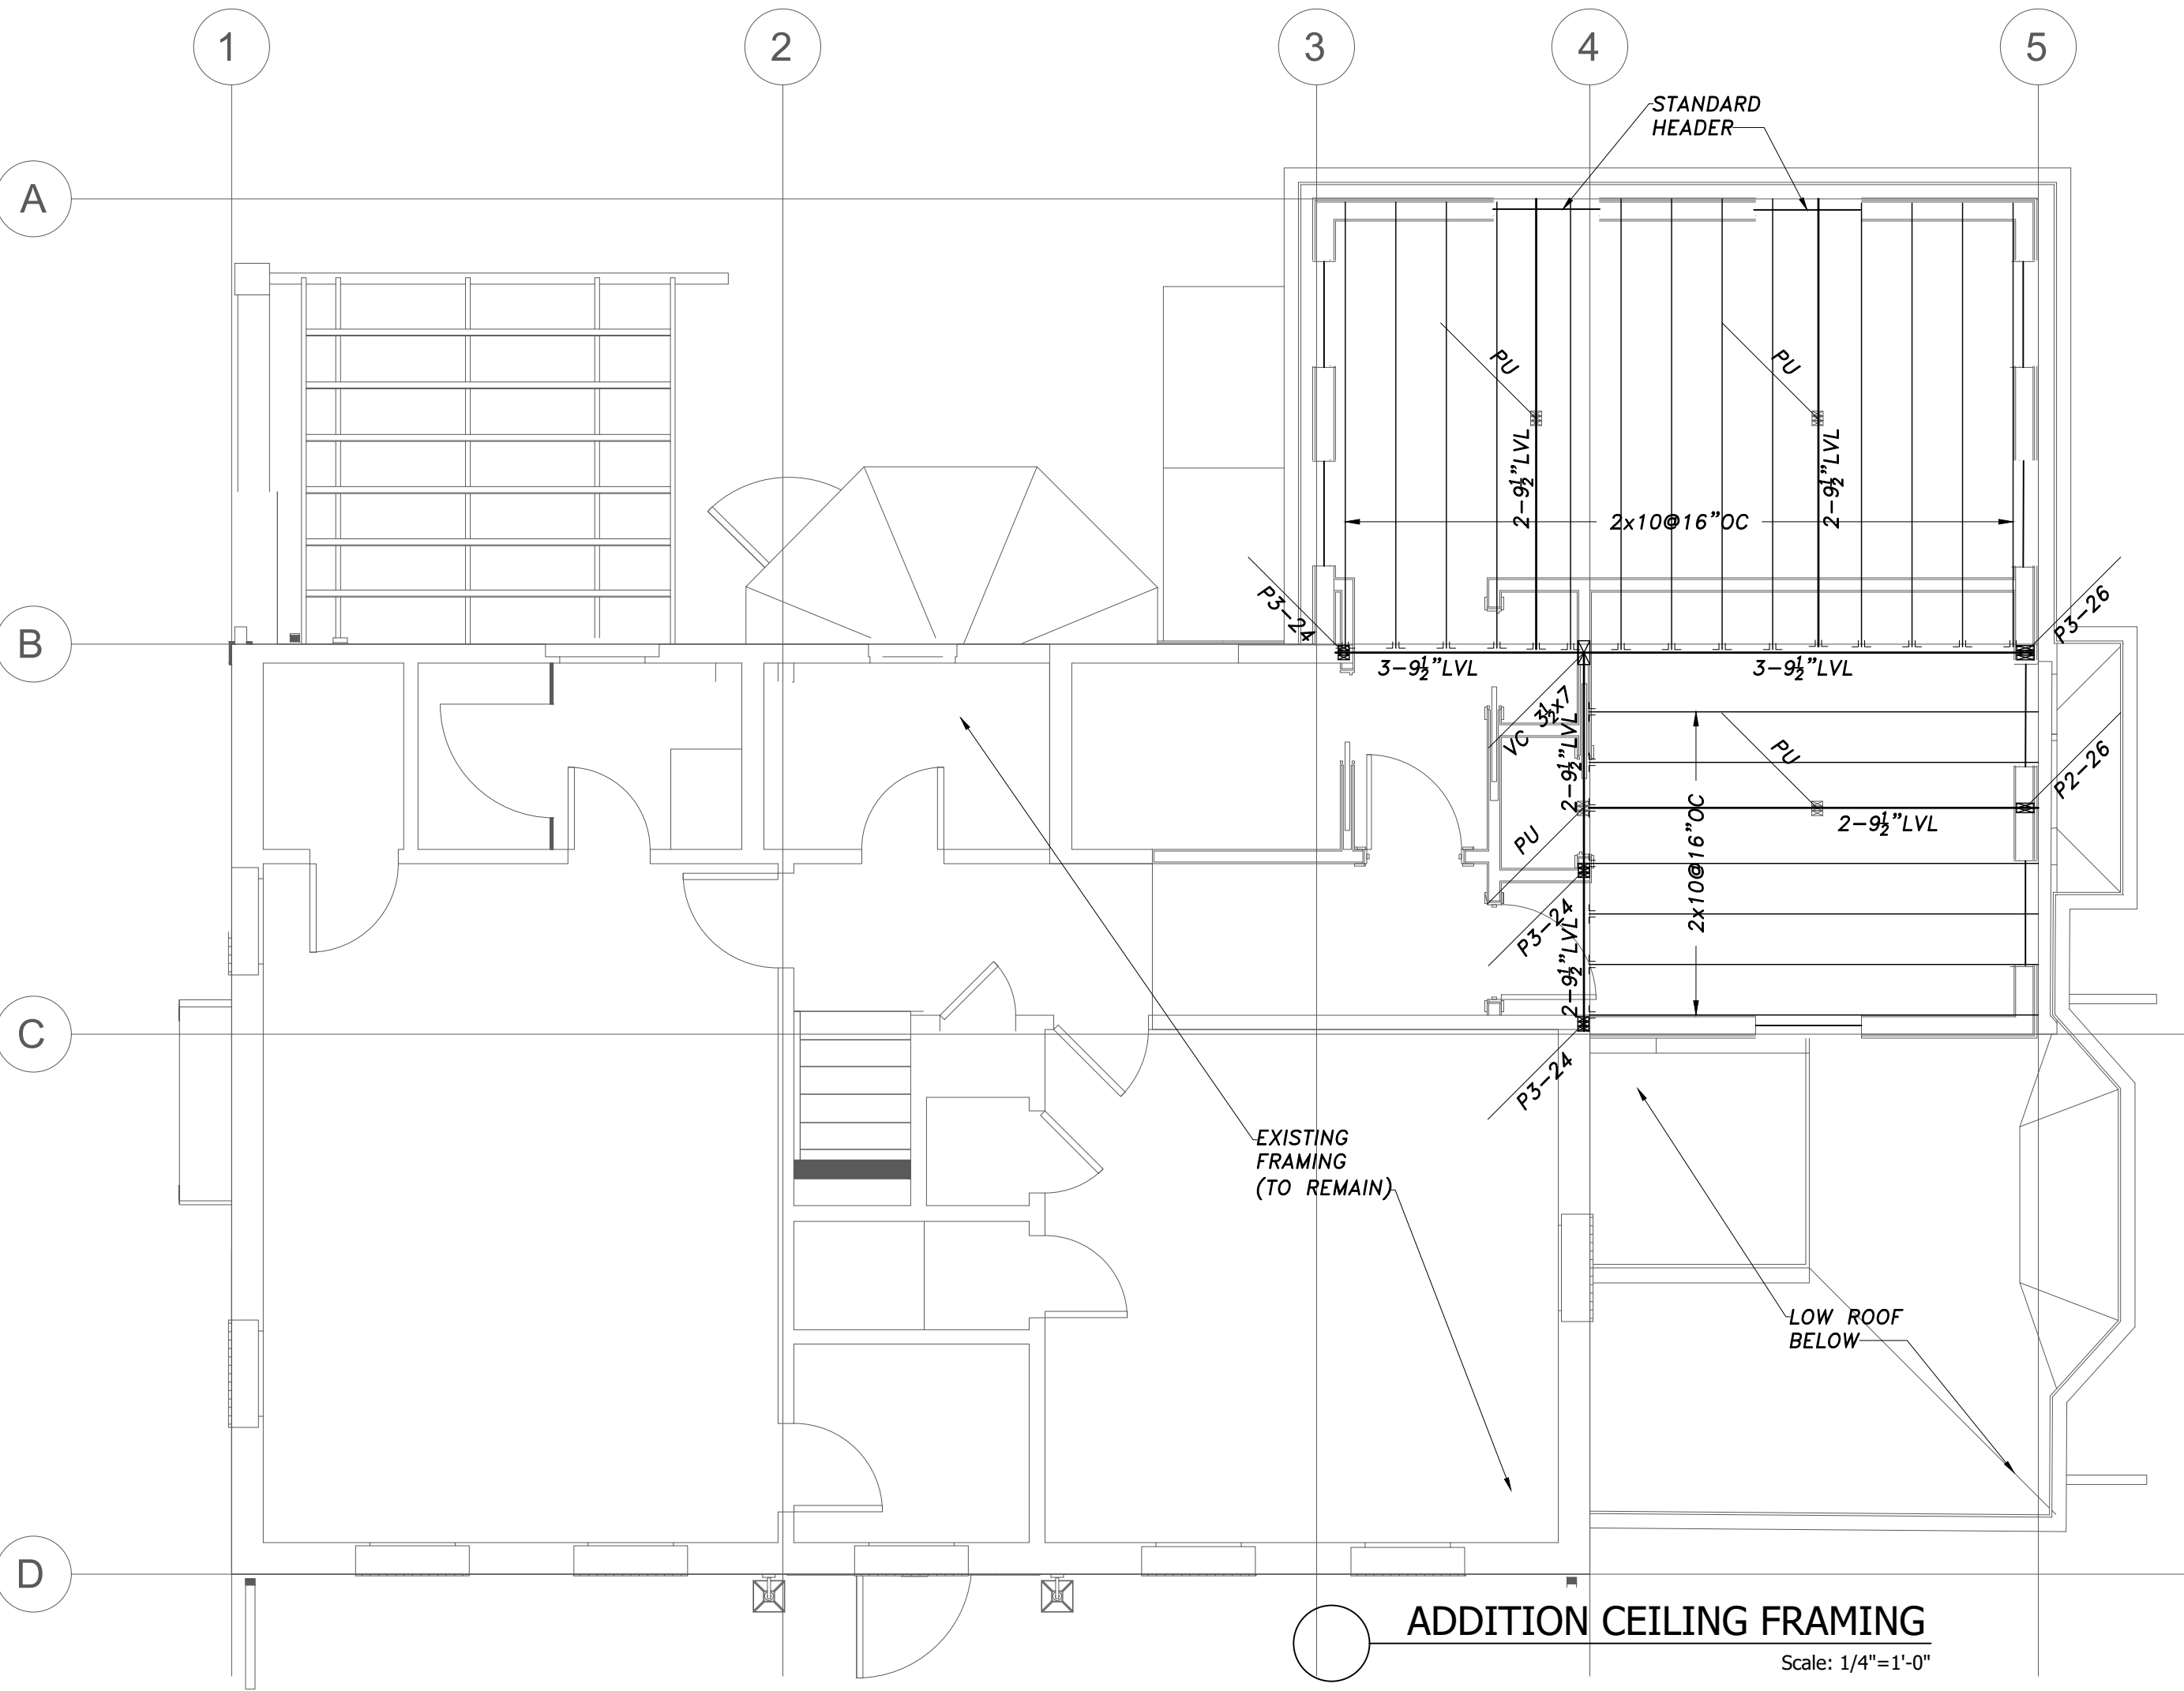 1
2
3
4
5
STANDARD
HEADER
A
PU
PU
2-9½"LVL
2-9½"LVL
2x10@16"OC
P3-24
P3-26
B
3-9½"LVL
3-9½"LVL
VC 3½x7
2-9½"LVL
PU
P2-26
PU
2-9½"LVL
2x10@16"OC
P3-24
2-9½"LVL
C
P3-24
EXISTING
FRAMING
(TO REMAIN)
LOW ROOF
BELOW
D
ADDITION CEILING FRAMING
Scale: 1/4"=1'-0"